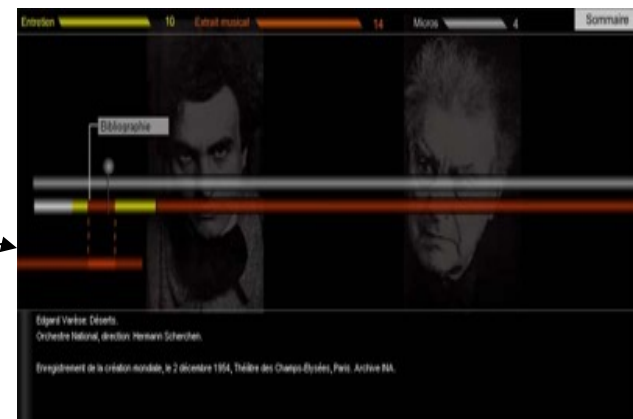 Entretien 10 Extrait musical 14 Micros 4 Sommaire
Bibliographie
Edgard Varèse: Déserts.
Orchestre National, direction: Hermann Scherchen.
Enregistrement de la création mondiale, le 2 décembre 1954, Théâtre des Champs-Elysées, Paris. Archive INA.